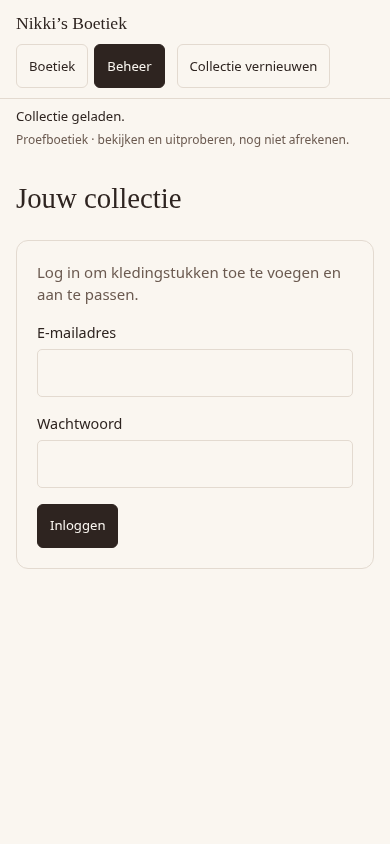 Nikki’s Boetiek
Boetiek Beheer Collectie vernieuwen
Collectie geladen.
Proefboetiek · bekijken en uitproberen, nog niet afrekenen.
Jouw collectie
Log in om kledingstukken toe te voegen en
aan te passen.
E-mailadres
Wachtwoord
Inloggen